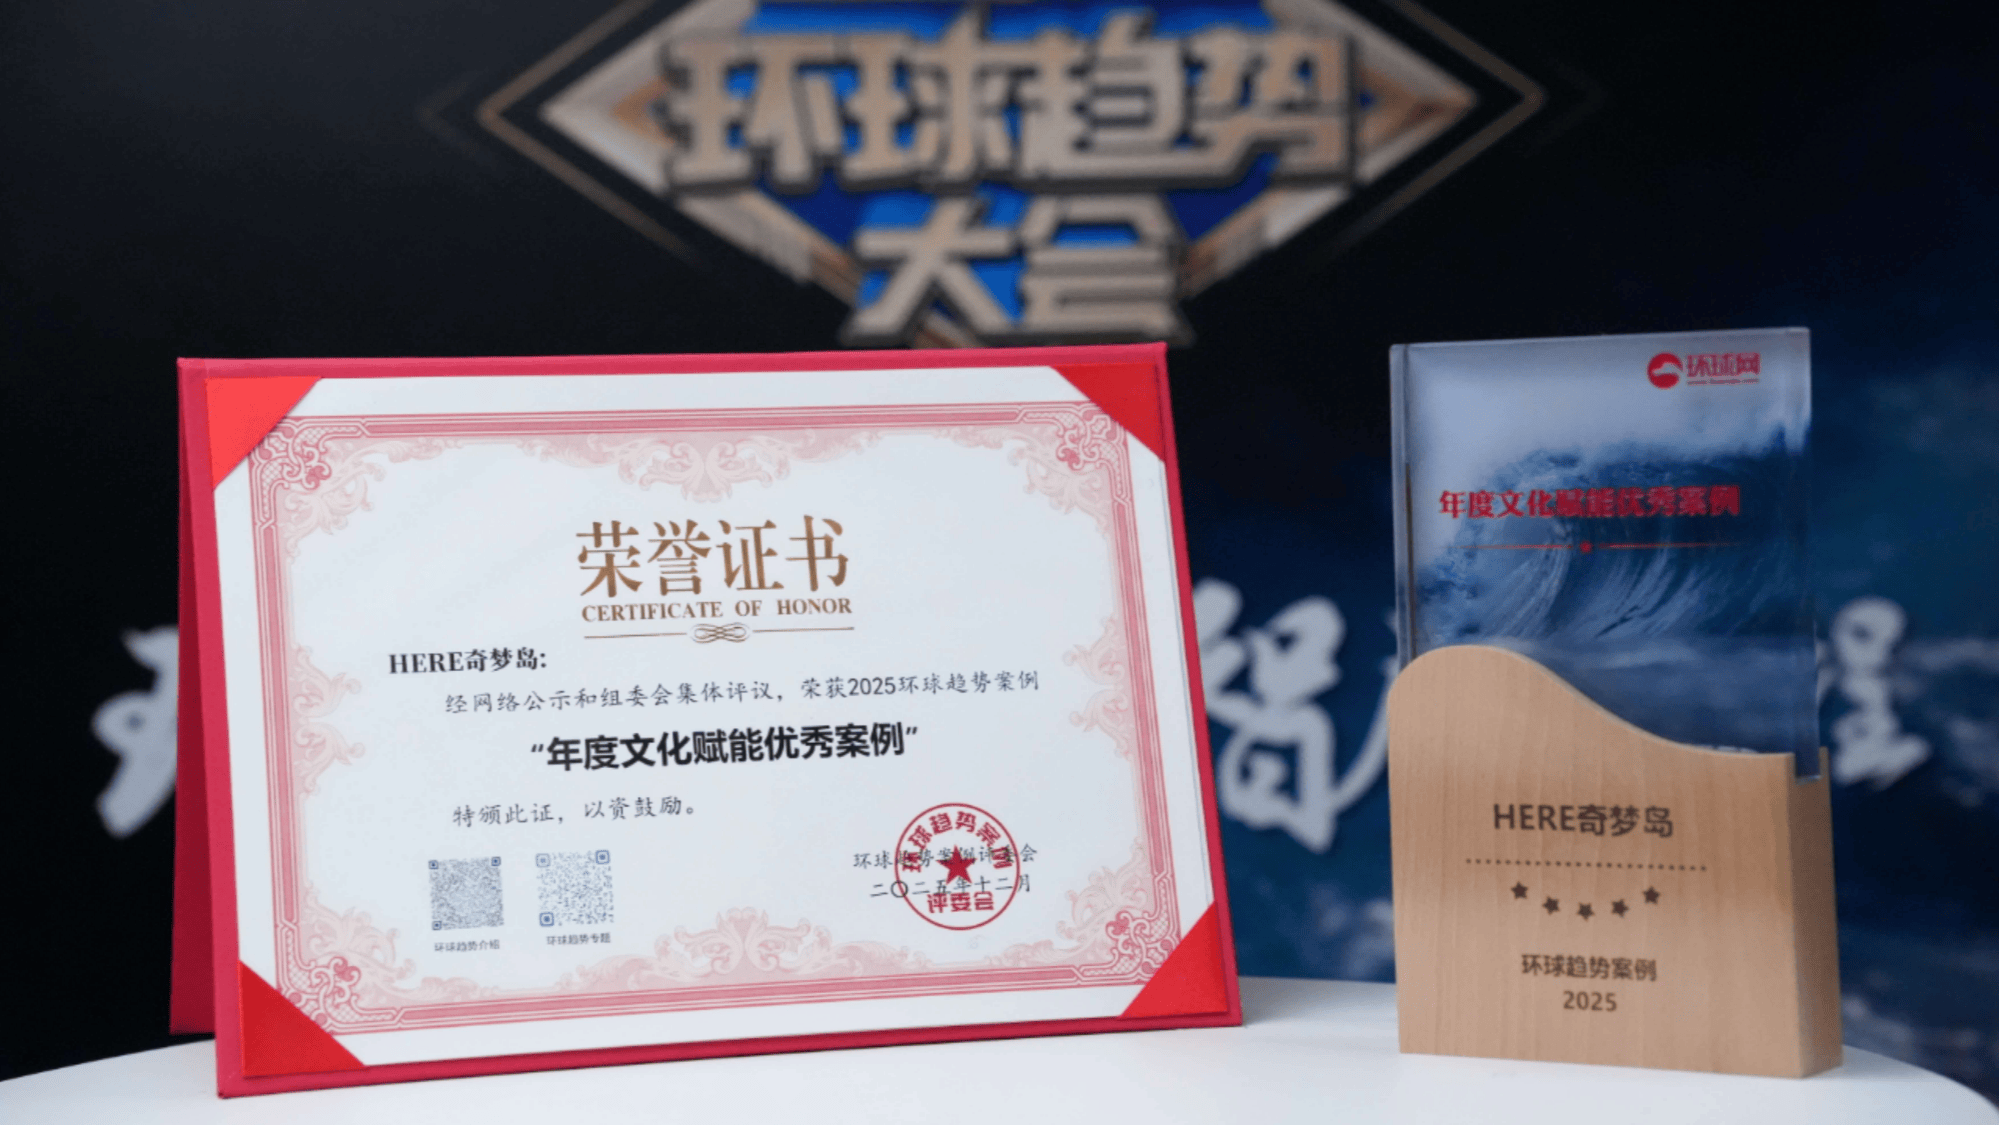 环球趋势
大会
荣誉证书
CERTIFICATE OF HONOR
HERE奇梦岛:
经网络公示和组委会集体评议，荣获2025环球趋势案例
“年度文化赋能优秀案例”
特颁此证，以资鼓励。
环球趋势案例评委会
二〇二五年十二月
环球趋势案例
评委会
环球趋势介绍
环球趋势专题
环球网
年度文化赋能优秀案例
HERE奇梦岛
环球趋势案例
2025
智